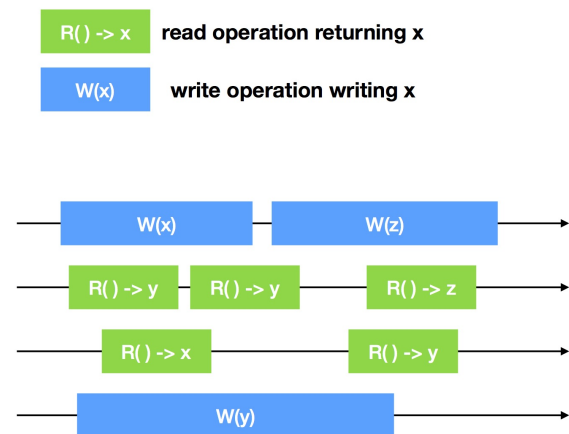 R( ) -> x read operation returning x
W(x) write operation writing x
W(x) W(z)
R( ) -> y R( ) -> y R( ) -> z
R( ) -> x R( ) -> y
W(y)